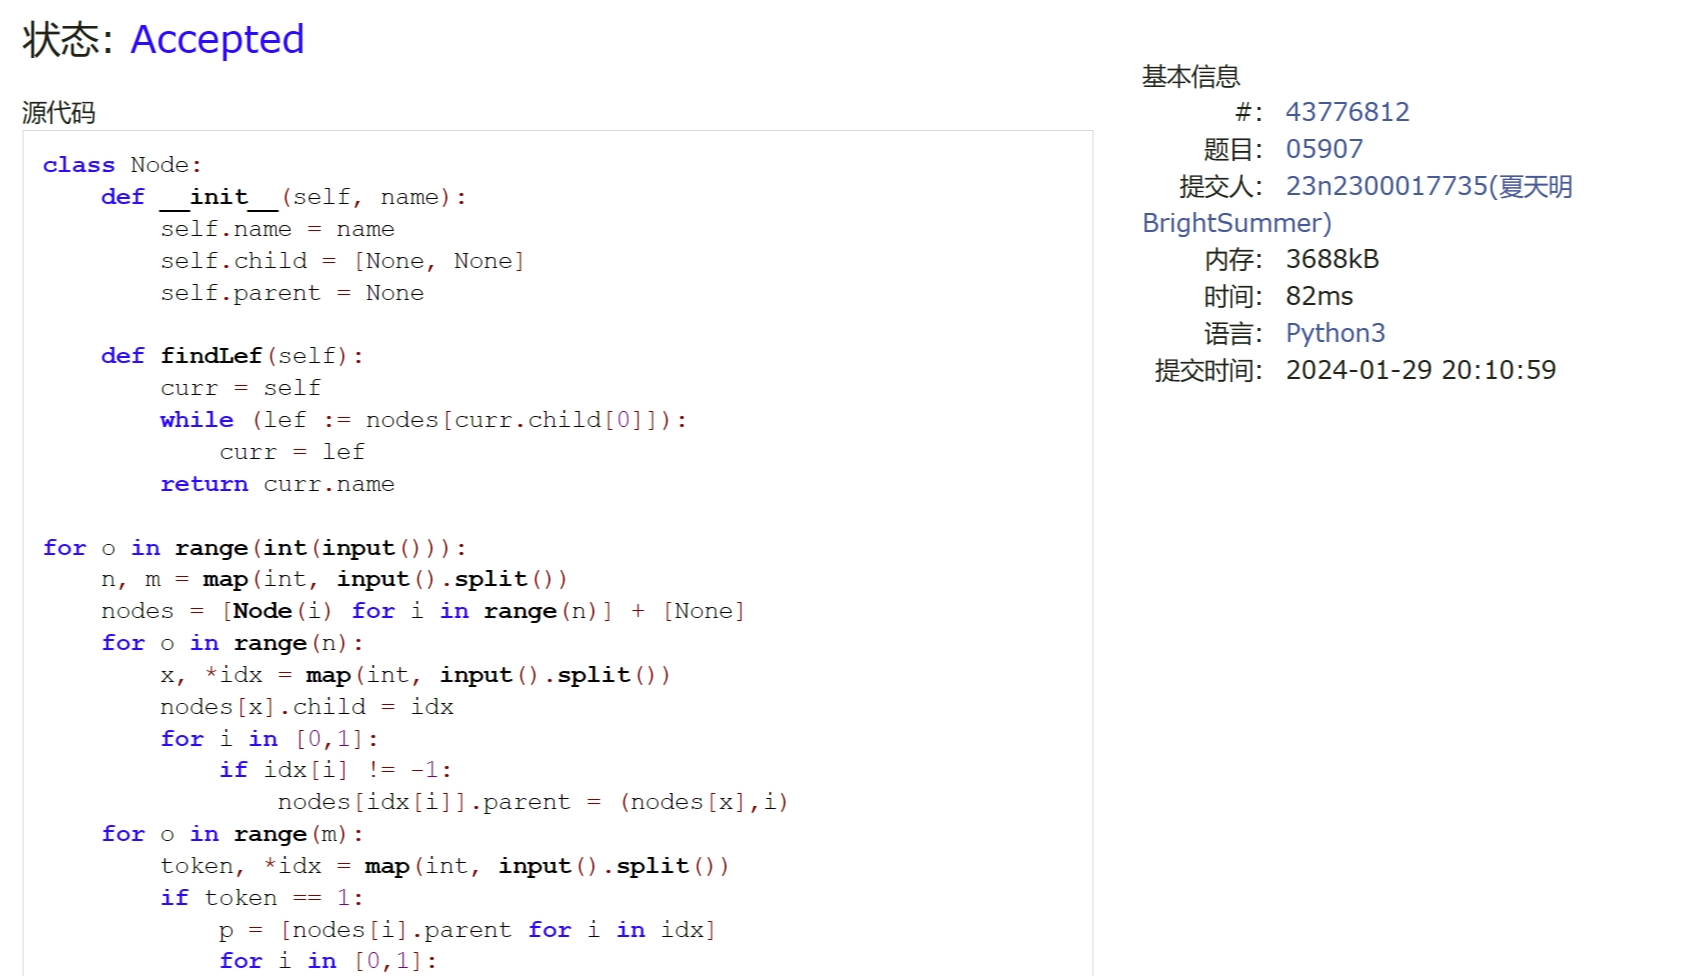 状态: Accepted
源代码
class Node:
    def __init__(self, name):
        self.name = name
        self.child = [None, None]
        self.parent = None

    def findLef(self):
        curr = self
        while (lef := nodes[curr.child[0]]):
            curr = lef
        return curr.name

for o in range(int(input())):
    n, m = map(int, input().split())
    nodes = [Node(i) for i in range(n)] + [None]
    for o in range(n):
        x, *idx = map(int, input().split())
        nodes[x].child = idx
        for i in [0,1]:
            if idx[i] != -1:
                nodes[idx[i]].parent = (nodes[x],i)
    for o in range(m):
        token, *idx = map(int, input().split())
        if token == 1:
            p = [nodes[i].parent for i in idx]
            for i in [0,1]:
基本信息
#: 43776812
题目: 05907
提交人: 23n2300017735(夏天明
BrightSummer)
内存: 3688kB
时间: 82ms
语言: Python3
提交时间: 2024-01-29 20:10:59